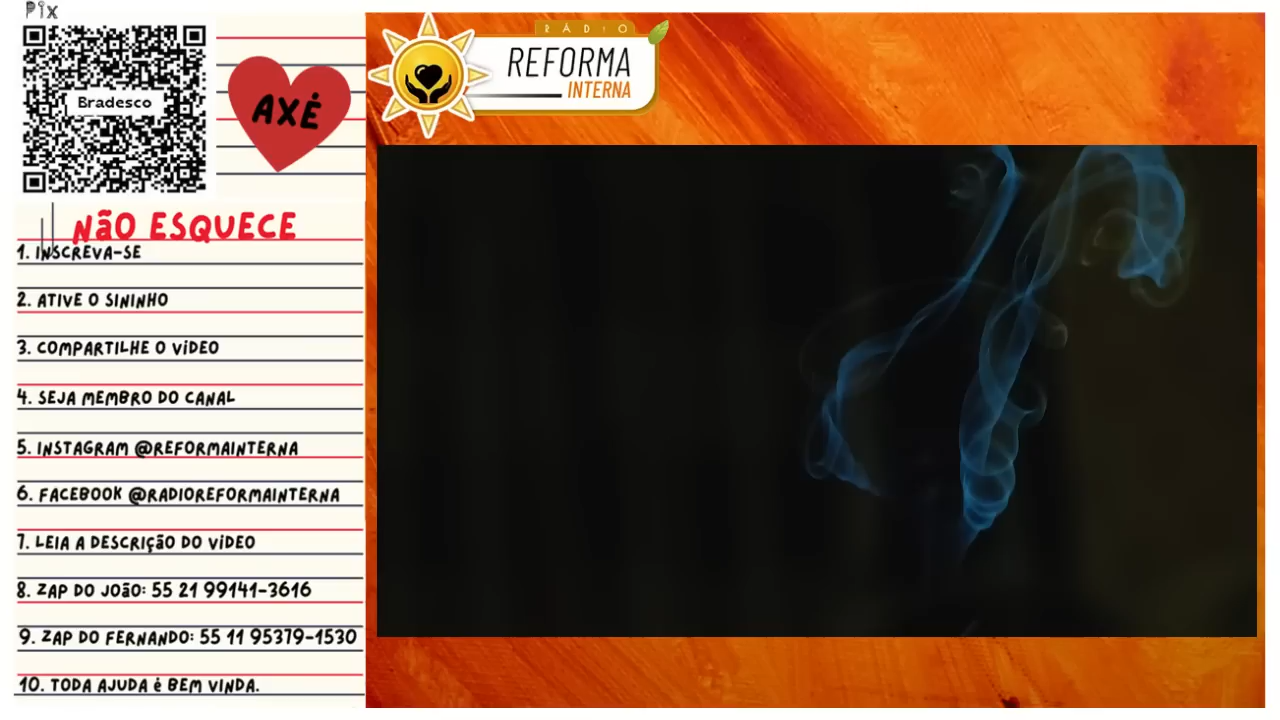 Pix
Bradesco
AXÉ
NÃO ESQUECE
1. INSCREVA-SE
2. ATIVE O SININHO
3. COMPARTILHE O VÍDEO
4. SEJA MEMBRO DO CANAL
5. INSTAGRAM @REFORMAINTERNA
6. FACEBOOK @RADIOREFORMAINTERNA
7. LEIA A DESCRIÇÃO DO VÍDEO
8. ZAP DO JOÃO: 55 21 99141-3616
9. ZAP DO FERNANDO: 55 11 95379-1530
10. TODA AJUDA É BEM VINDA.
RÁDIO
REFORMA
INTERNA